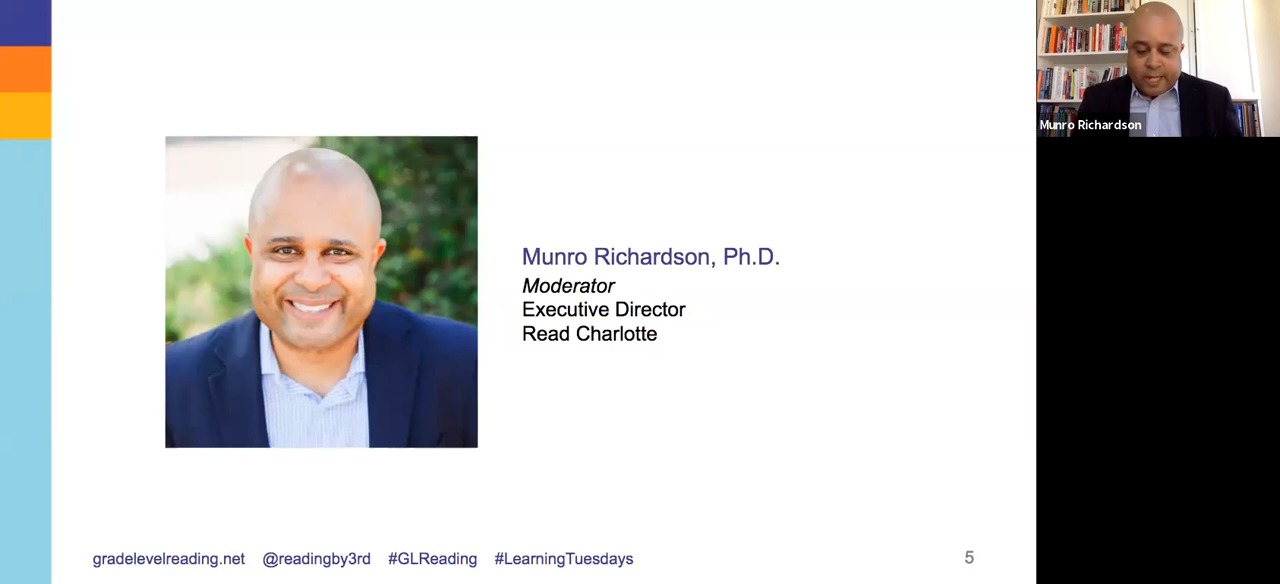 Munro Richardson
Munro Richardson, Ph.D.
Moderator
Executive Director
Read Charlotte
gradelevelreading.net @readingby3rd #GLReading #LearningTuesdays
5